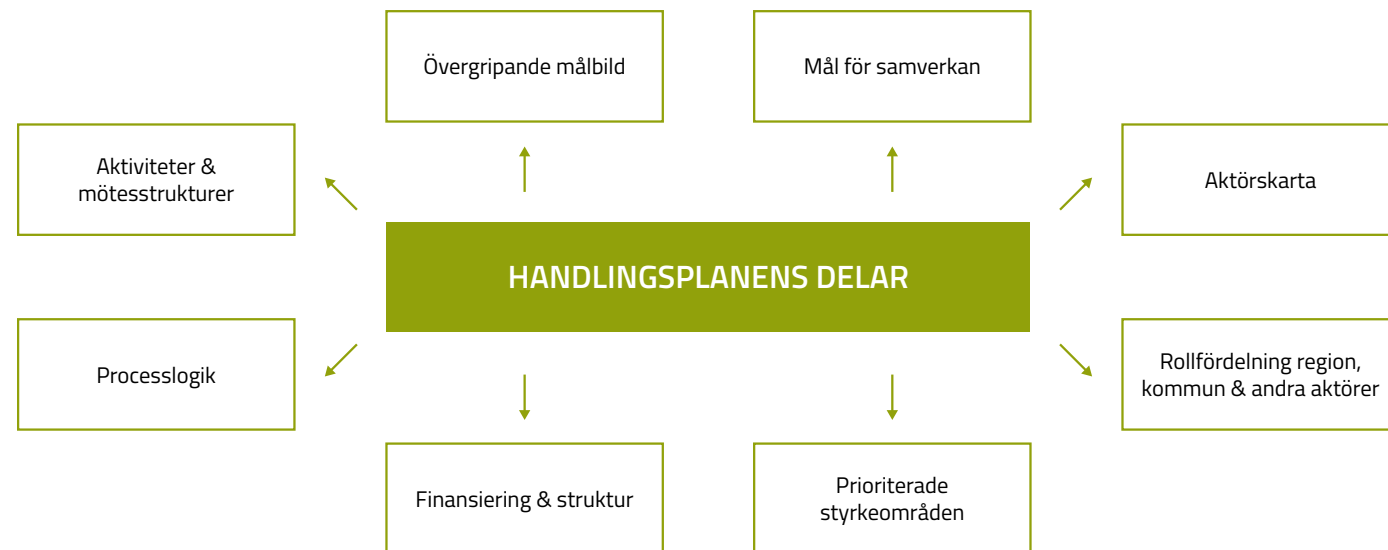 Övergripande målbild
Mål för samverkan
Aktiviteter &
mötesstrukturer
Aktörskarta
HANDLINGSPLANENS DELAR
Processlogik
Rollfördelning region,
kommun & andra aktörer
Finansiering & struktur
Prioriterade
styrkeområden